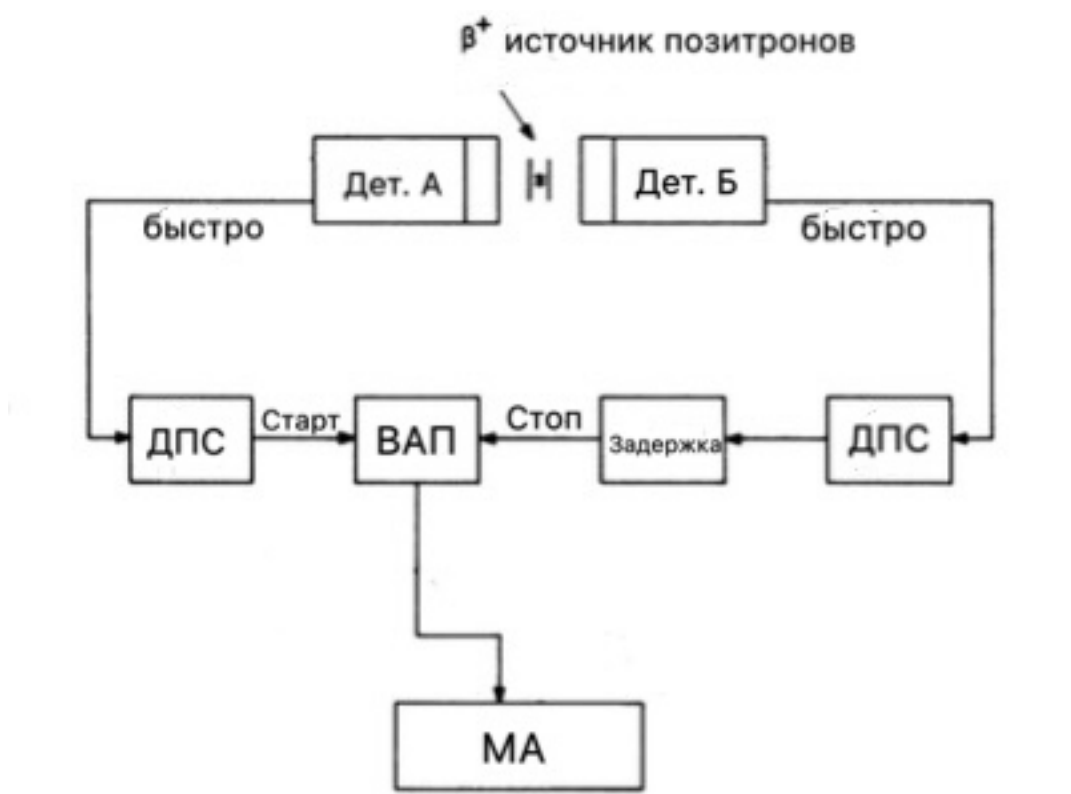 β⁺ источник позитронов
Дет. А
Дет. Б
быстро
быстро
ДПС
Старт
ВАП
Стоп
Задержка
ДПС
МА